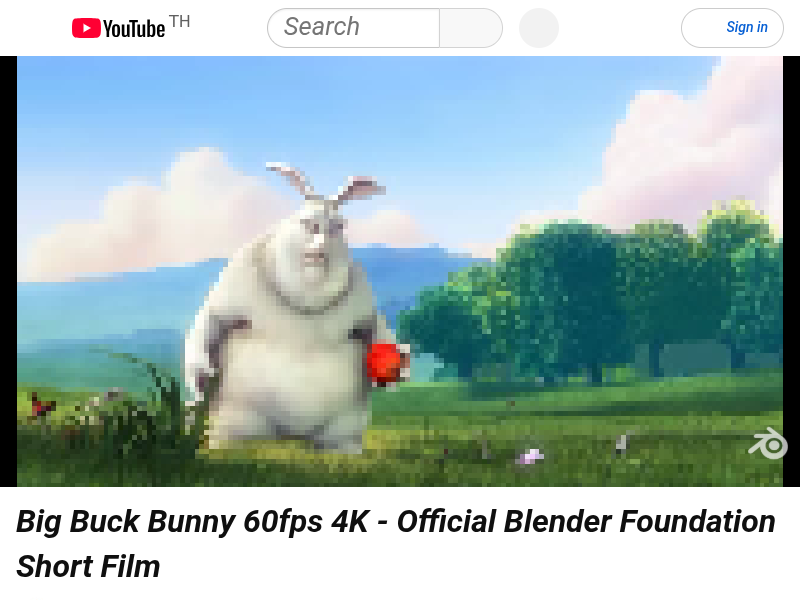 YouTube TH
Search
Sign in
Big Buck Bunny 60fps 4K - Official Blender Foundation
Short Film